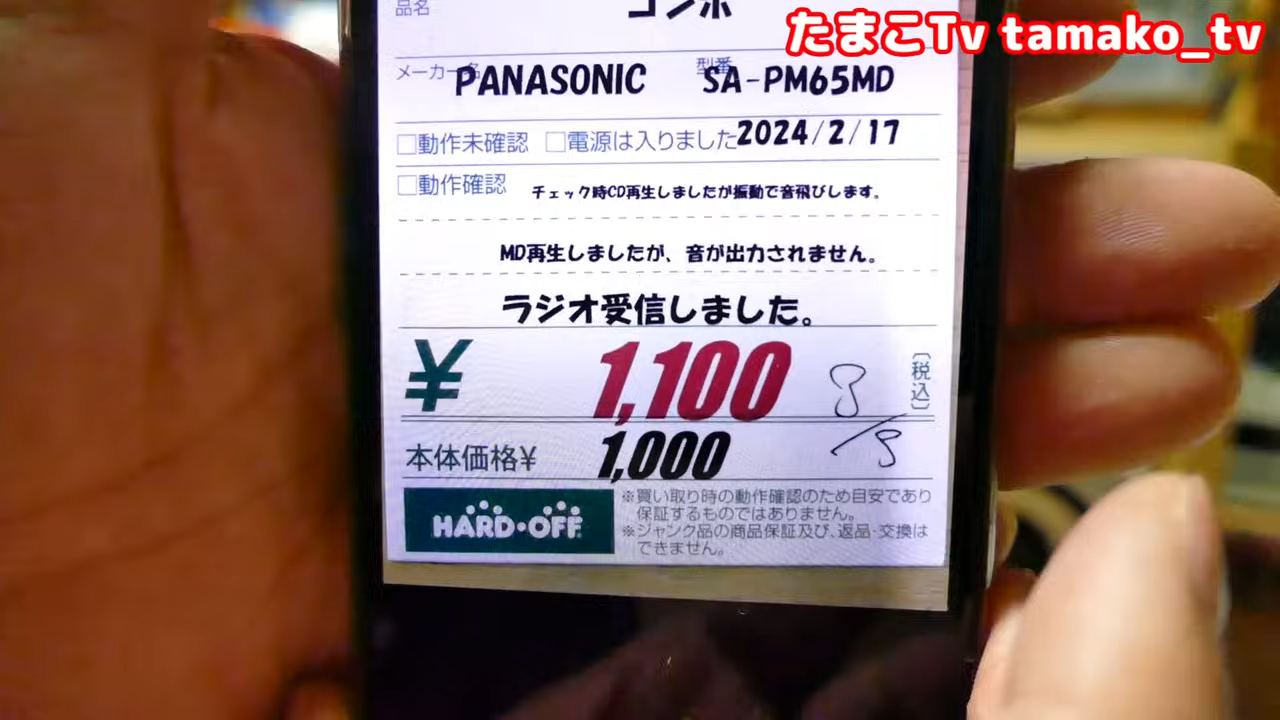 たまこTv tamako_tv
品名 コンポ
メーカー名 PANASONIC 型番 SA-PM65MD
□動作未確認 □電源は入りました 2024/2/17
□動作確認 チェック時CD再生しましたが振動で音飛びします。
MD再生しましたが、音が出力されません。
ラジオ受信しました。
¥ 1,100 (税込)
8/3
本体価格¥ 1,000
HARD・OFF
※買い取り時の動作確認のため目安であり
保証するものではありません。
※ジャンク品の商品保証及び、返品・交換は
できません。